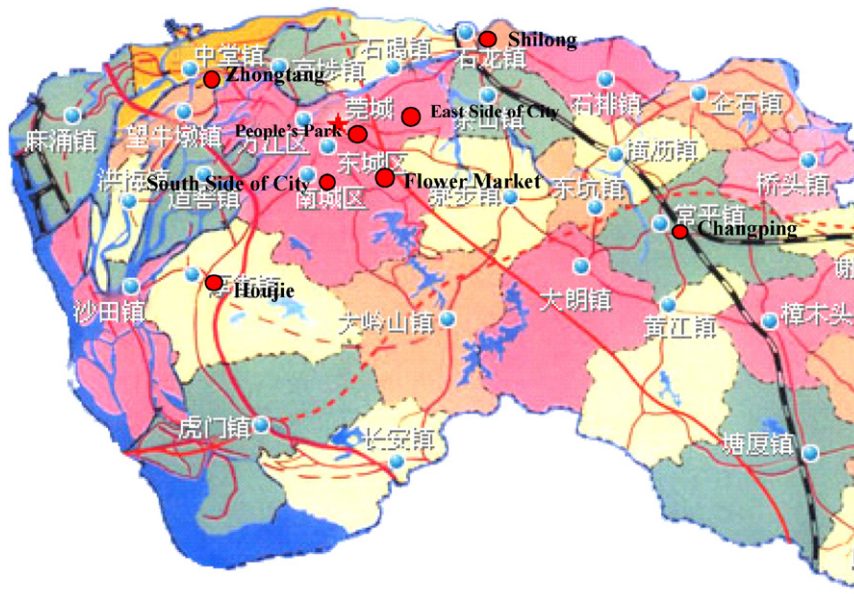 Shilong
石碣镇
石龙镇
中堂镇
高埗镇
Zhongtang
石排镇
企石镇
莞城
East Side of City
茶山镇
麻涌镇
望牛墩镇
万江区
People's Park
东城区
横沥镇
桥头镇
洪梅镇
道滘镇
South Side of City
南城区
Flower Market
寮步镇
东坑镇
常平镇
Changping
谢
厚街镇
Houjie
沙田镇
大岭山镇
大朗镇
黄江镇
樟木头
虎门镇
长安镇
塘厦镇